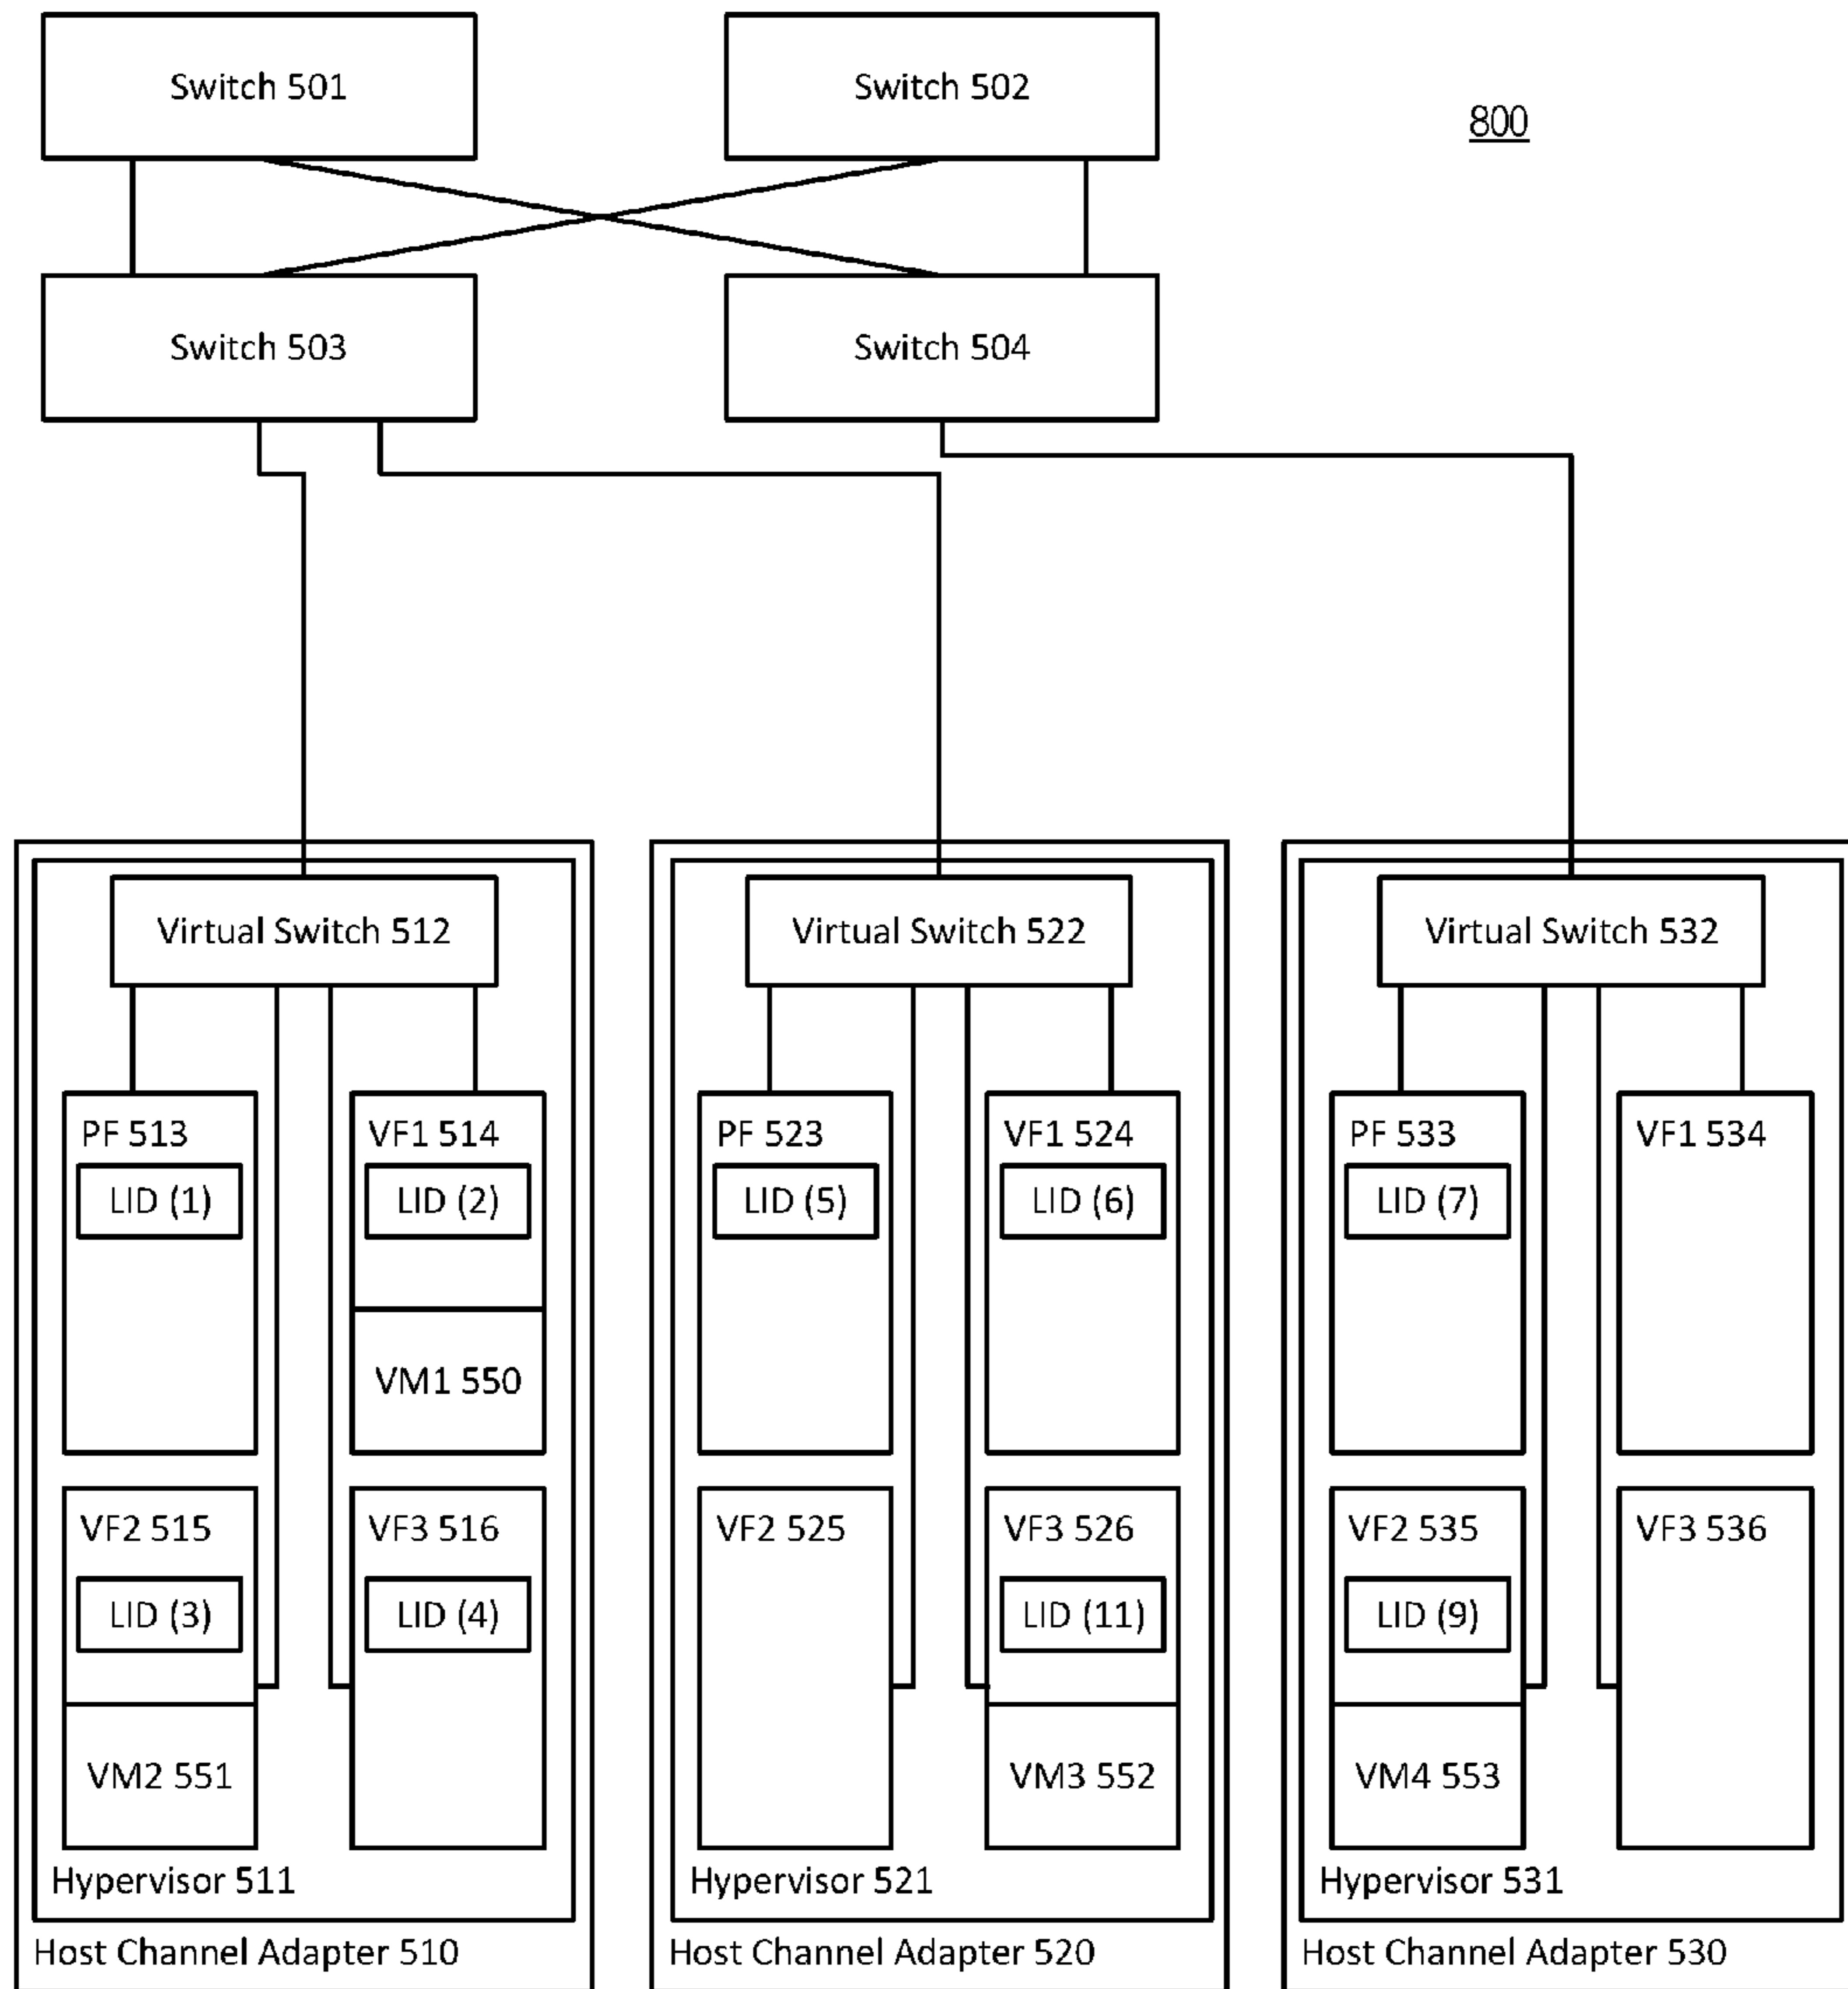 Switch 501
Switch 502
800
Switch 503
Switch 504
Virtual Switch 512
Virtual Switch 522
Virtual Switch 532
PF 513
LID (1)
VF1 514
LID (2)
VM1 550
PF 523
LID (5)
VF1 524
LID (6)
PF 533
LID (7)
VF1 534
VF2 515
LID (3)
VM2 551
VF3 516
LID (4)
VF2 525
VF3 526
LID (11)
VM3 552
VF2 535
LID (9)
VM4 553
VF3 536
Hypervisor 511
Hypervisor 521
Hypervisor 531
Host Channel Adapter 510
Host Channel Adapter 520
Host Channel Adapter 530